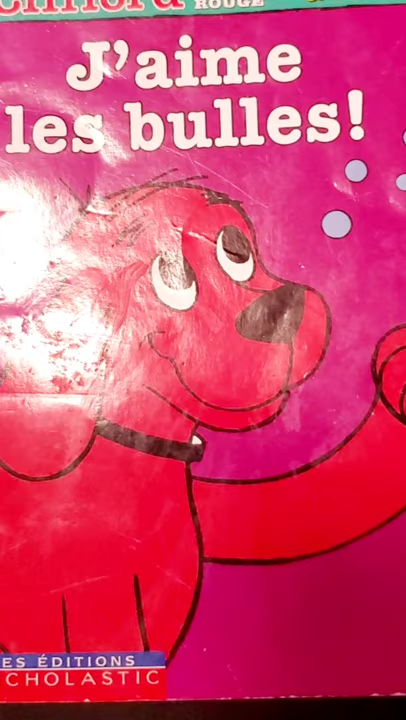 ROUGE
J'aime
les bulles!
ES ÉDITIONS
CHOLASTIC